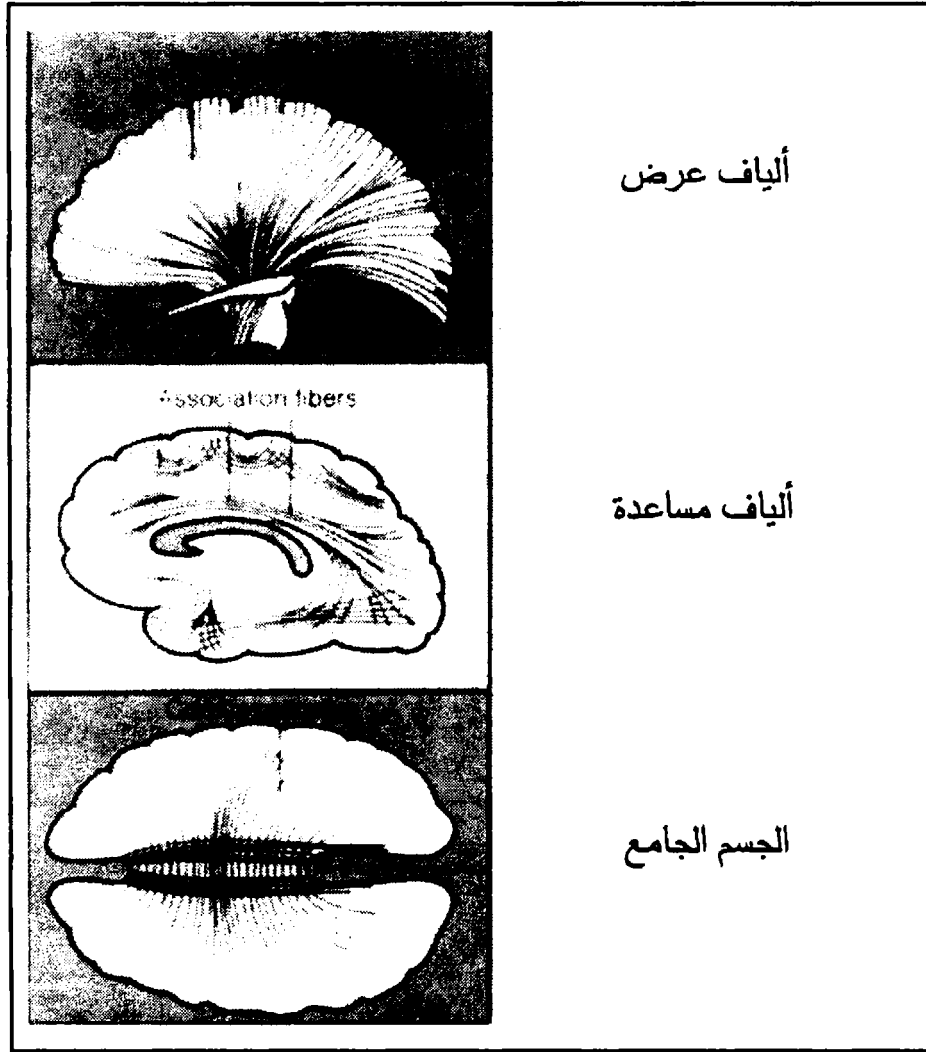 ألياف عرض
Association fibers
ألياف مساعدة
الجسم الجامع